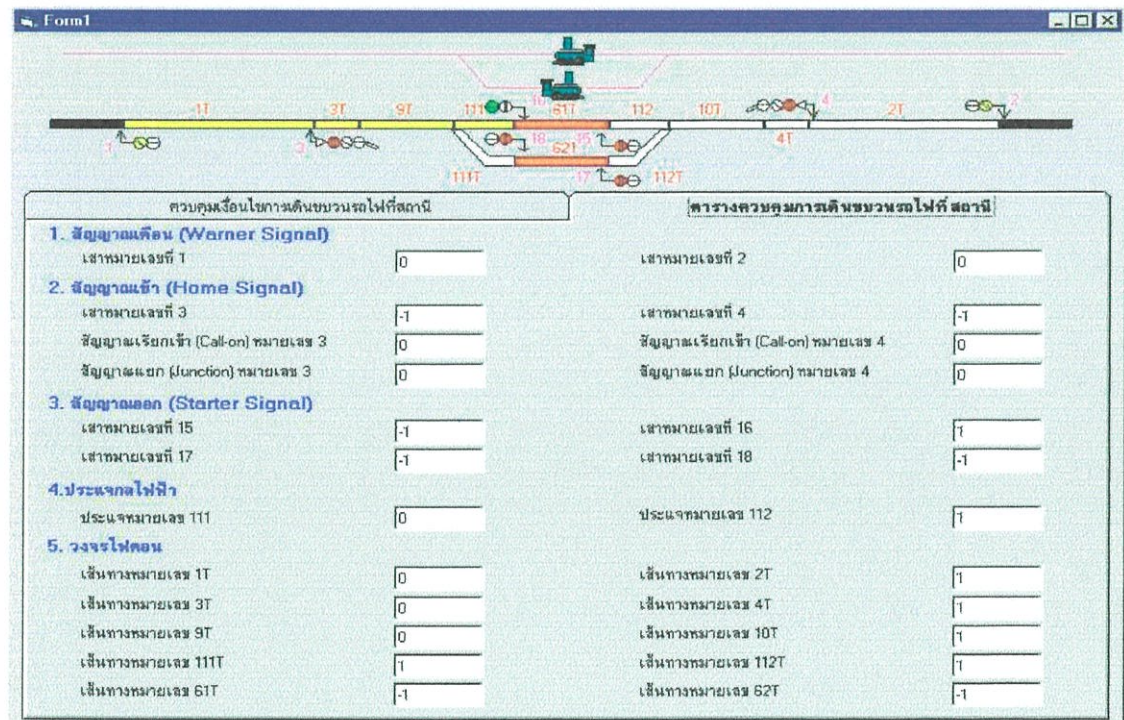 Form1
-1T 3T 9T 111 16 61T 112 10T 4 2T 2
1 3 18 15 62T 4T
111T 17 112T
ควบคุมเงื่อนไขการเดินขบวนรถไฟที่สถานี ตารางควบคุมการเดินขบวนรถไฟที่ สถานี
1. สัญญาณเตือน (Warner Signal)
เสาหมายเลขที่ 1 0 เสาหมายเลขที่ 2 0
2. สัญญาณเข้า (Home Signal)
เสาหมายเลขที่ 3 -1 เสาหมายเลขที่ 4 -1
สัญญาณเรียกเข้า (Call-on) หมายเลข 3 0 สัญญาณเรียกเข้า (Call-on) หมายเลข 4 0
สัญญาณแยก (Junction) หมายเลข 3 0 สัญญาณแยก (Junction) หมายเลข 4 0
3. สัญญาณออก (Starter Signal)
เสาหมายเลขที่ 15 -1 เสาหมายเลขที่ 16 1
เสาหมายเลขที่ 17 -1 เสาหมายเลขที่ 18 -1
4.ประแจกลไฟฟ้า
ประแจหมายเลข 111 0 ประแจหมายเลข 112 1
5. วงจรไฟตอน
เส้นทางหมายเลข 1T 0 เส้นทางหมายเลข 2T 1
เส้นทางหมายเลข 3T 0 เส้นทางหมายเลข 4T 1
เส้นทางหมายเลข 9T 0 เส้นทางหมายเลข 10T 1
เส้นทางหมายเลข 111T 1 เส้นทางหมายเลข 112T 1
เส้นทางหมายเลข 61T -1 เส้นทางหมายเลข 62T -1